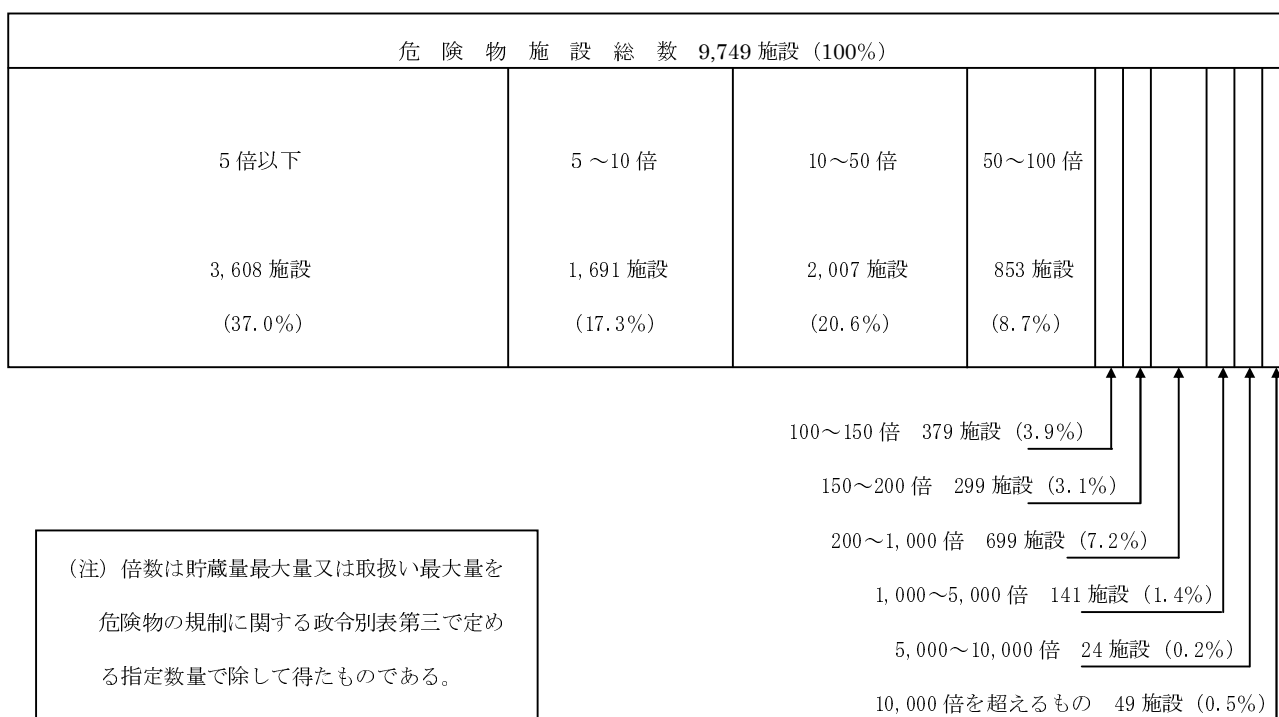 危険物施設総数 9,749 施設 (100%)
5 倍以下
5 ～10 倍
10～50 倍
50～100 倍
3,608 施設
1,691 施設
2,007 施設
853 施設
(37.0%)
(17.3%)
(20.6%)
(8.7%)
100～150 倍　379 施設 (3.9%)
150～200 倍　299 施設 (3.1%)
200～1,000 倍　699 施設 (7.2%)
1,000～5,000 倍　141 施設 (1.4%)
5,000～10,000 倍　24 施設 (0.2%)
10,000 倍を超えるもの　49 施設 (0.5%)
（注）倍数は貯蔵量最大量又は取扱い最大量を
危険物の規制に関する政令別表第三で定め
る指定数量で除して得たものである。